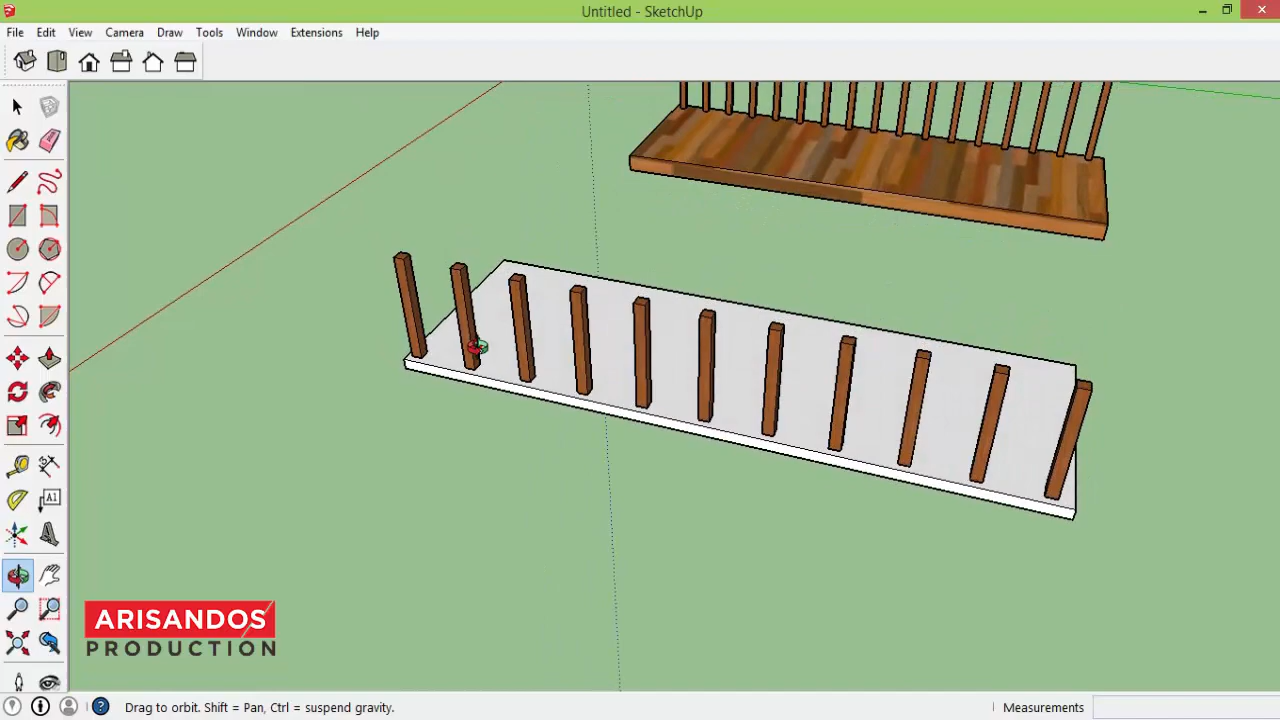 Untitled - SketchUp
File Edit View Camera Draw Tools Window Extensions Help
A1
ARISANDOS
PRODUCTION
Drag to orbit. Shift = Pan, Ctrl = suspend gravity.
Measurements